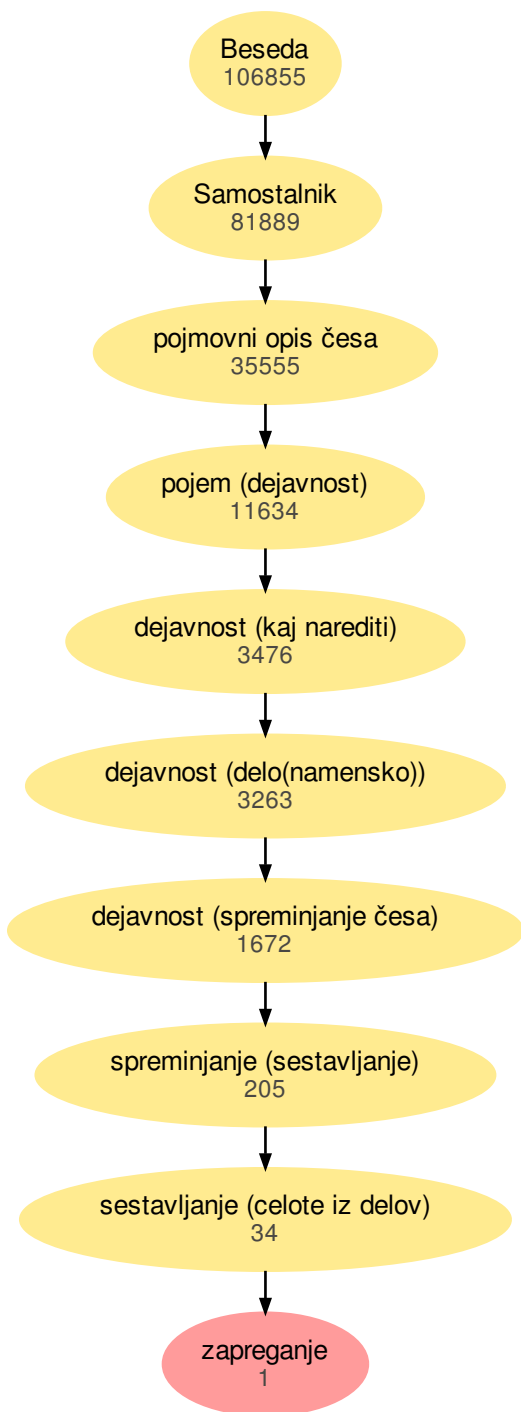 Beseda
106855
Samostalnik
81889
pojmovni opis česa
35555
pojem (dejavnost)
11634
dejavnost (kaj narediti)
3476
dejavnost (delo(namensko))
3263
dejavnost (spreminjanje česa)
1672
spreminjanje (sestavljanje)
205
sestavljanje (celote iz delov)
34
zapreganje
1